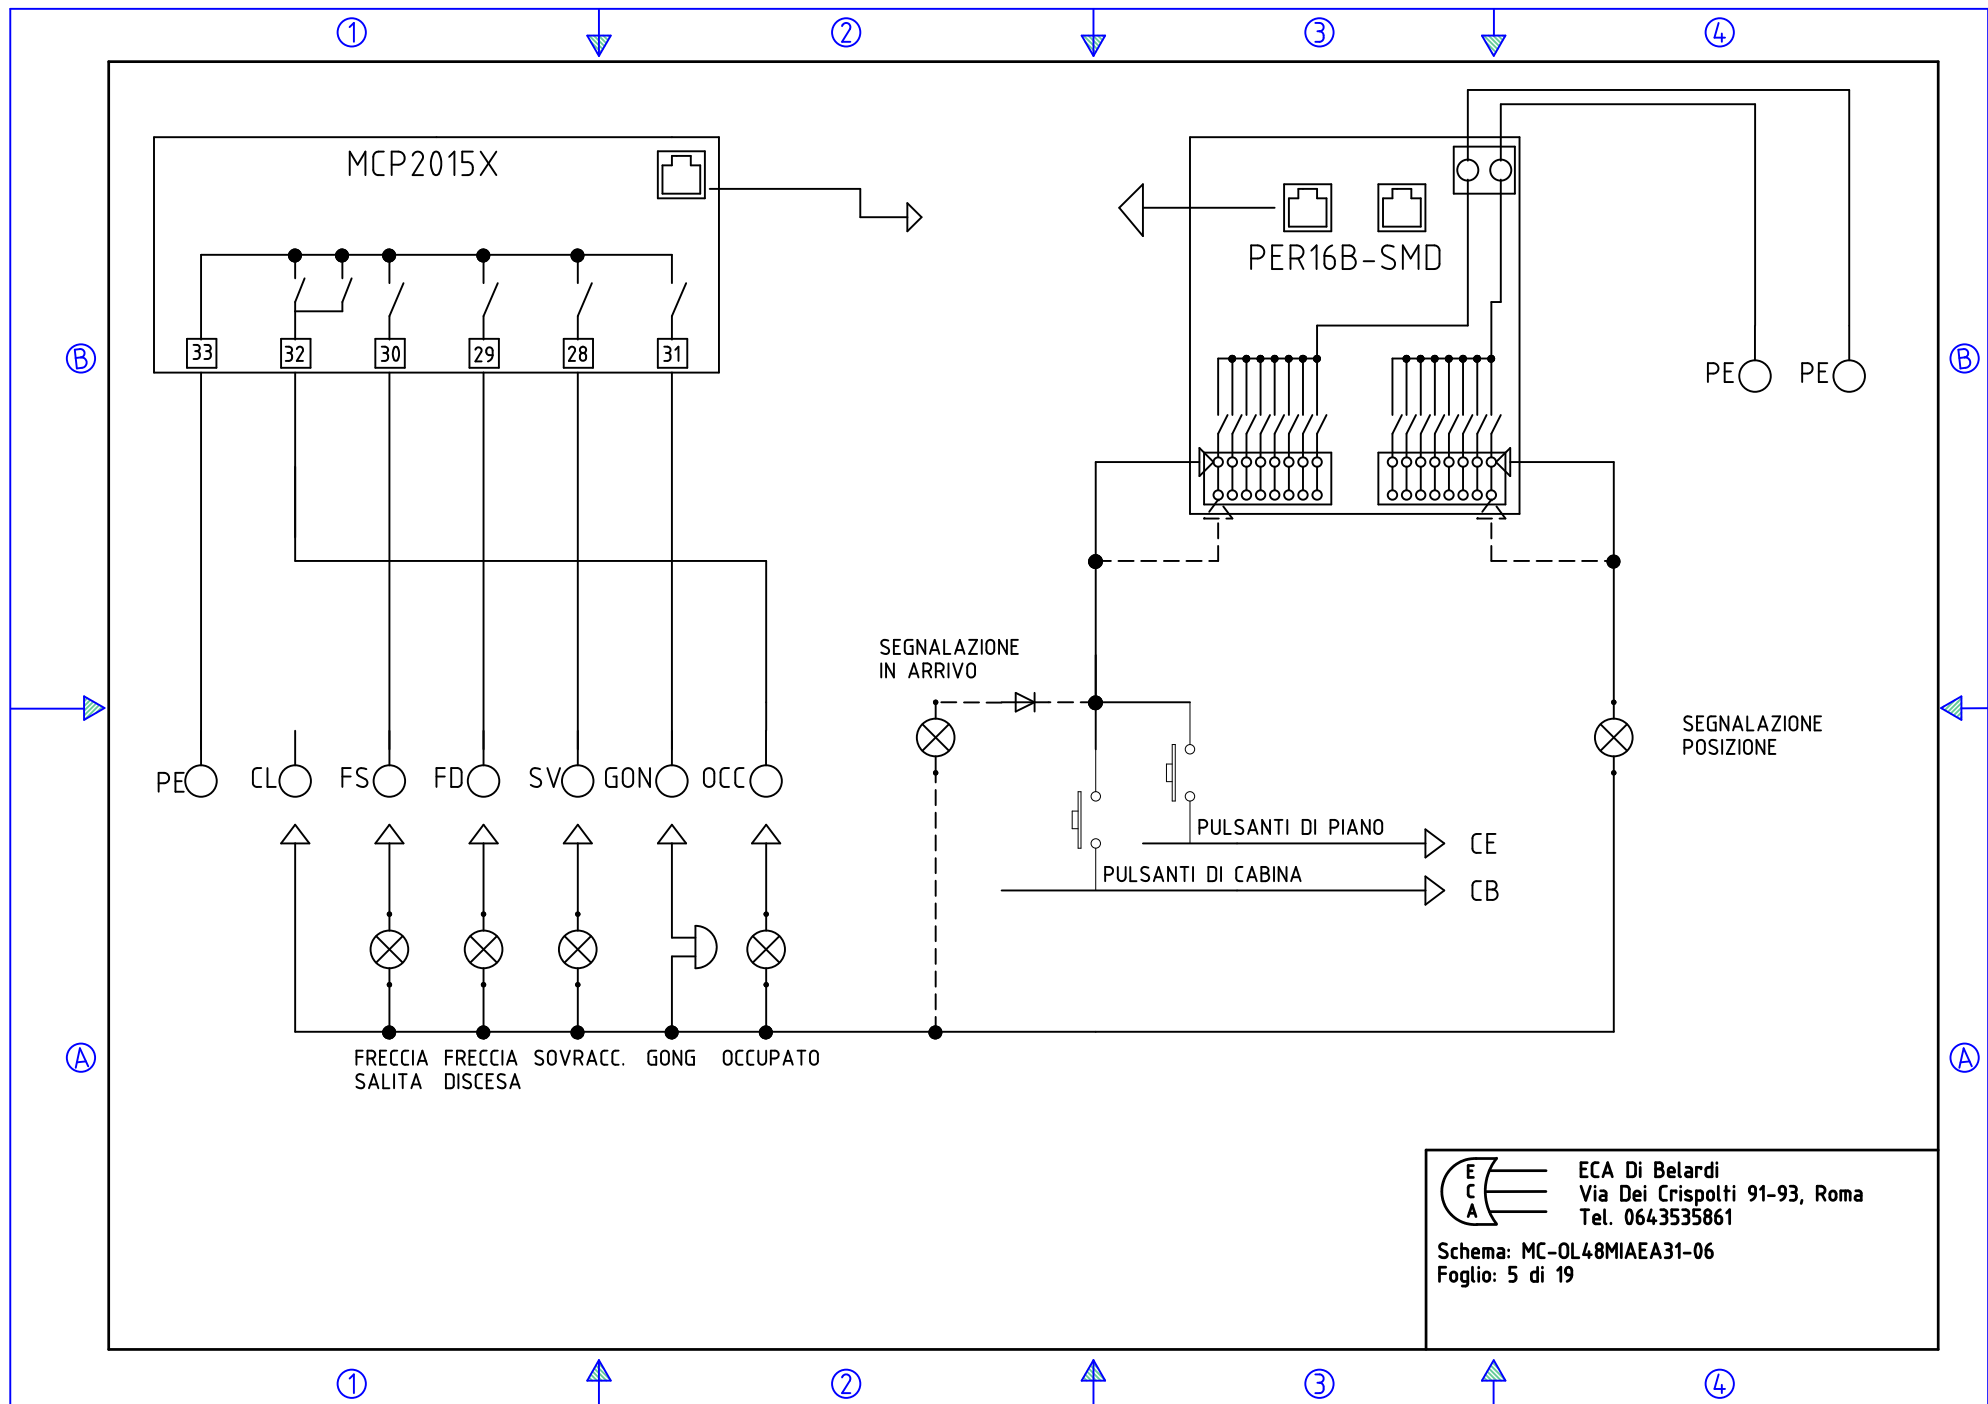 1 2 3 4
MCP2015X
PER16B-SMD
33 32 30 29 28 31
B B
PE PE
SEGNALAZIONE
IN ARRIVO
SEGNALAZIONE
POSIZIONE
PE CL FS FD SV GON OCC
PULSANTI DI PIANO CE
PULSANTI DI CABINA CB
A A
FRECCIA
SALITA
FRECCIA
DISCESA
SOVRACC.
GONG
OCCUPATO
E
C
A
ECA Di Belardi
Via Dei Crispolti 91-93, Roma
Tel. 0643535861
Schema: MC-OL48MIAEA31-06
Foglio: 5 di 19
1 2 3 4